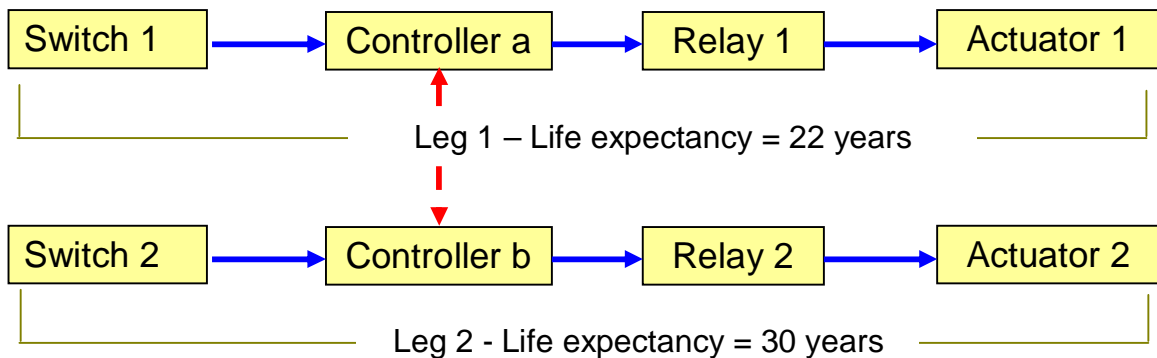 Switch 1 Controller a Relay 1 Actuator 1
Leg 1 – Life expectancy = 22 years
Switch 2 Controller b Relay 2 Actuator 2
Leg 2 - Life expectancy = 30 years